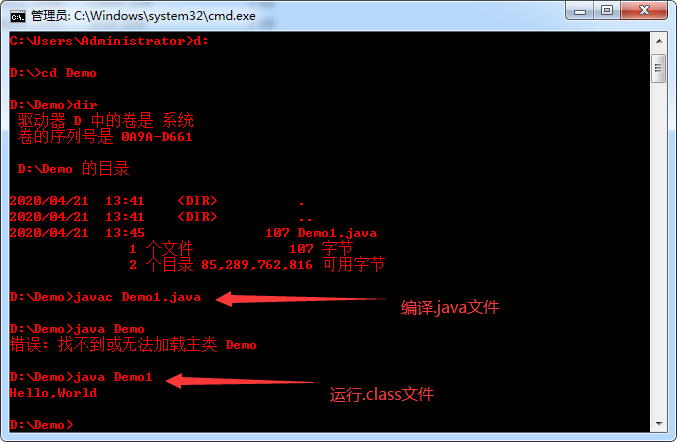 管理员: C:\Windows\system32\cmd.exe
C:\Users\Administrator>d:
D:\>cd Demo
D:\Demo>dir
驱动器 D 中的卷是 系统
卷的序列号是 0A9A-D661
D:\Demo 的目录
2020/04/21  13:41    <DIR>          .
2020/04/21  13:41    <DIR>          ..
2020/04/21  13:45               107 Demo1.java
1 个文件            107 字节
2 个目录 85,289,762,816 可用字节
D:\Demo>javac Demo1.java
编译.java文件
D:\Demo>java Demo
错误: 找不到或无法加载主类 Demo
D:\Demo>java Demo1
运行.class文件
Hello,World
D:\Demo>